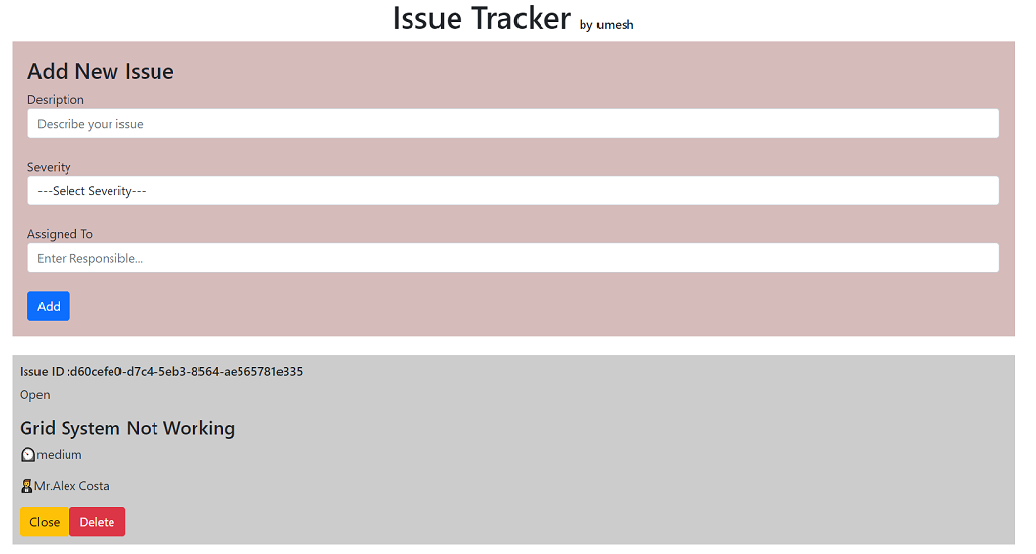 Issue Tracker by umesh
Add New Issue
Desription
Describe your issue
Severity
---Select Severity---
Assigned To
Enter Responsible...
Add
Issue ID :d60cefe0-d7c4-5eb3-8564-ae565781e335
Open
Grid System Not Working
medium
Mr.Alex Costa
Close Delete